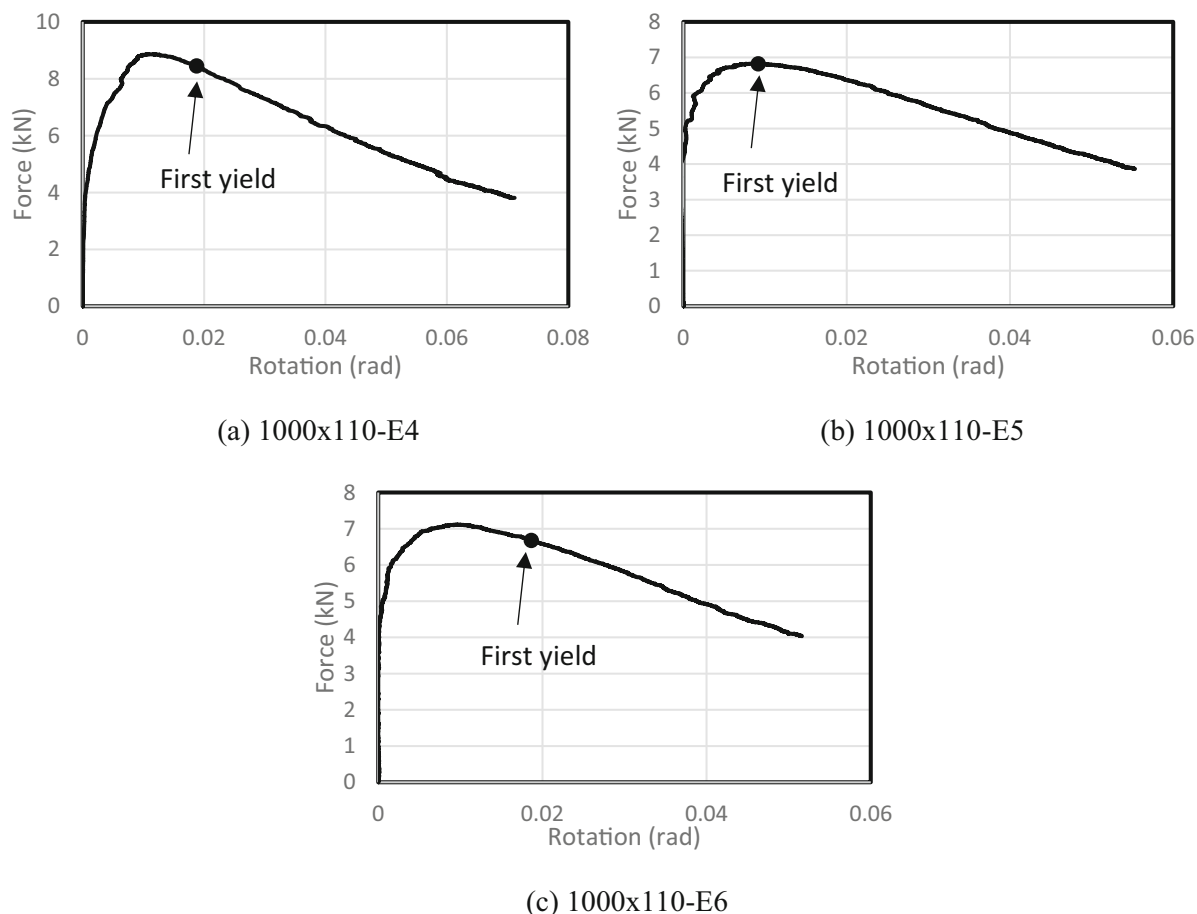 10
8
6
4
2
0
Force (kN)
First yield
0 0.02 0.04 0.06 0.08
Rotation (rad)
(a) 1000x110-E4
8
7
6
5
4
3
2
1
0
Force (kN)
First yield
0 0.02 0.04 0.06
Rotation (rad)
(b) 1000x110-E5
8
7
6
5
4
3
2
1
0
Force (kN)
First yield
0 0.02 0.04 0.06
Rotation (rad)
(c) 1000x110-E6